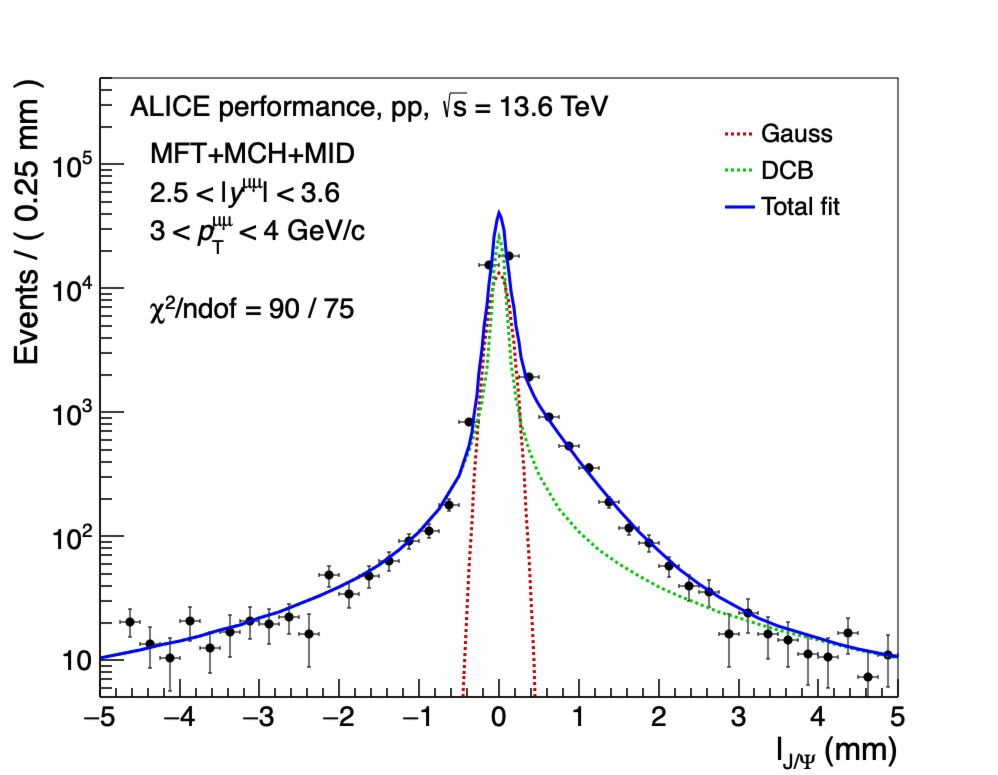 ALICE performance, pp, √s = 13.6 TeV
MFT+MCH+MID
2.5 < |y^μμ| < 3.6
3 < p_T^μμ < 4 GeV/c
χ²/ndof = 90 / 75
Gauss
DCB
Total fit
Events / ( 0.25 mm )
10⁵
10⁴
10³
10²
10
−5 −4 −3 −2 −1 0 1 2 3 4 5
l_J/Ψ (mm)